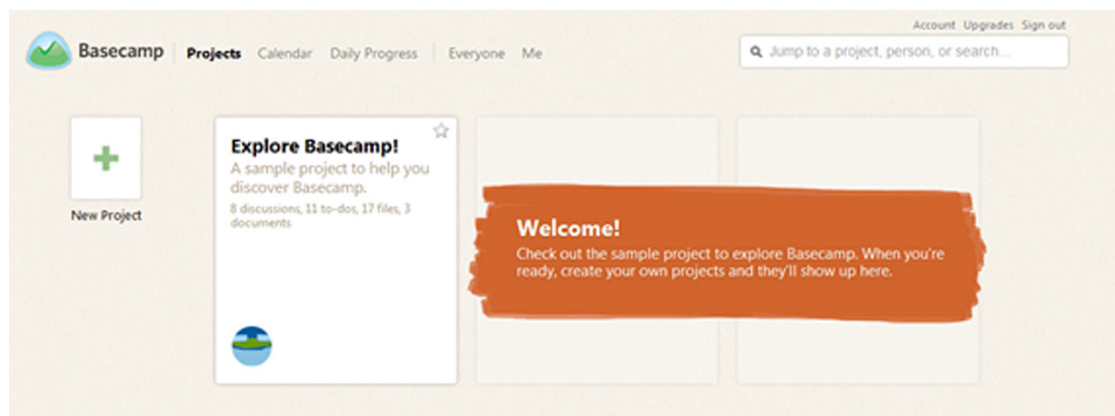 Account Upgrades Sign out
Basecamp Projects Calendar Daily Progress Everyone Me
Jump to a project, person, or search...
New Project
Explore Basecamp!
A sample project to help you
discover Basecamp.
8 discussions, 11 to-dos, 17 files, 3
documents
Welcome!
Check out the sample project to explore Basecamp. When you're
ready, create your own projects and they'll show up here.